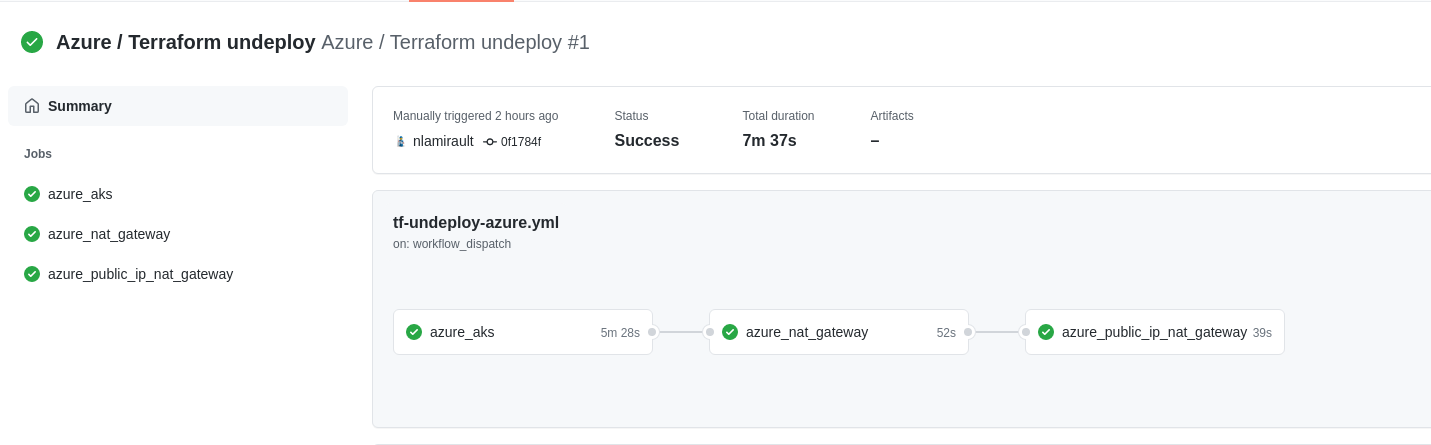 Azure / Terraform undeploy Azure / Terraform undeploy #1
Summary
Jobs
azure_aks
azure_nat_gateway
azure_public_ip_nat_gateway
Manually triggered 2 hours ago
nlamirault 0f1784f
Status
Success
Total duration
7m 37s
Artifacts
–
tf-undeploy-azure.yml
on: workflow_dispatch
azure_aks 5m 28s
azure_nat_gateway 52s
azure_public_ip_nat_gateway 39s